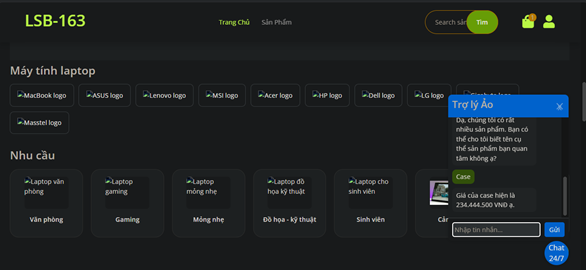 LSB-163
Trang Chủ
Sản Phẩm
Search sản
Tìm
Máy tính laptop
MacBook logo
ASUS logo
Lenovo logo
MSI logo
Acer logo
HP logo
Dell logo
LG logo
Masstel logo
Nhu cầu
Laptop văn
phòng
Văn phòng
Laptop
gaming
Gaming
Laptop
mỏng nhẹ
Mỏng nhẹ
Laptop đồ
họa kỹ thuật
Đồ họa - kỹ thuật
Laptop cho
sinh viên
Sinh viên
Trợ lý Ảo
X
Dạ, chúng tôi có rất
nhiều sản phẩm. Bạn có
thể cho tôi biết tên cụ
thể sản phẩm bạn quan
tâm không ạ?
Case
Giá của case hiện là
234.444.500 VNĐ ạ.
Nhập tin nhắn...
Gửi
Chat
24/7